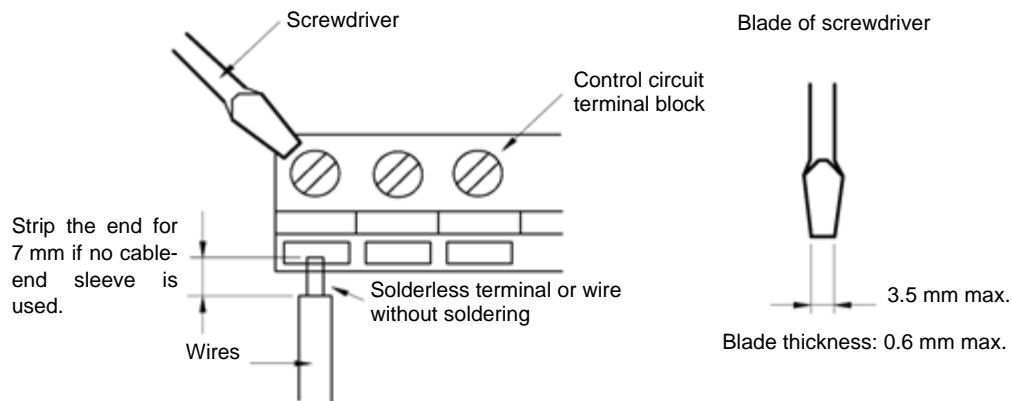 Screwdriver
Blade of screwdriver
Control circuit
terminal block
Strip the end for
7 mm if no cable-
end sleeve is
used.
Solderless terminal or wire
without soldering
Wires
3.5 mm max.
Blade thickness: 0.6 mm max.